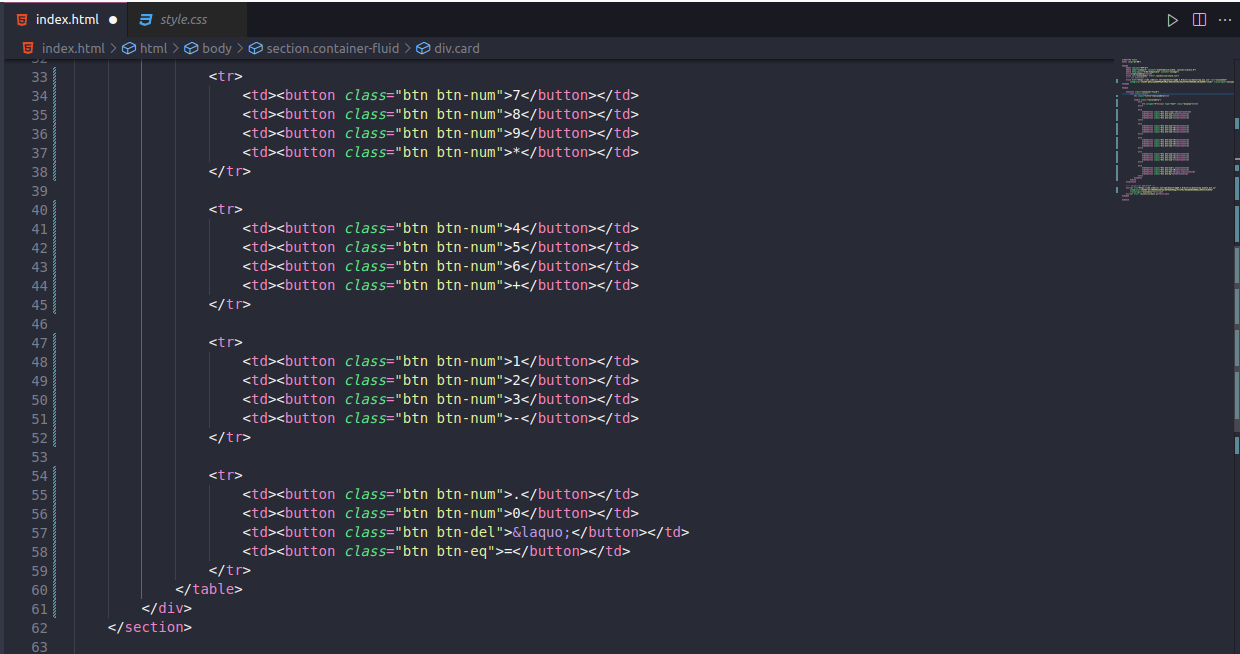 index.html ● style.css
index.html > html > body > section.container-fluid > div.card
32
33 <tr>
34 <td><button class="btn btn-num">7</button></td>
35 <td><button class="btn btn-num">8</button></td>
36 <td><button class="btn btn-num">9</button></td>
37 <td><button class="btn btn-num">*</button></td>
38 </tr>
39
40 <tr>
41 <td><button class="btn btn-num">4</button></td>
42 <td><button class="btn btn-num">5</button></td>
43 <td><button class="btn btn-num">6</button></td>
44 <td><button class="btn btn-num">+</button></td>
45 </tr>
46
47 <tr>
48 <td><button class="btn btn-num">1</button></td>
49 <td><button class="btn btn-num">2</button></td>
50 <td><button class="btn btn-num">3</button></td>
51 <td><button class="btn btn-num">-</button></td>
52 </tr>
53
54 <tr>
55 <td><button class="btn btn-num">.</button></td>
56 <td><button class="btn btn-num">0</button></td>
57 <td><button class="btn btn-del">&laquo;</button></td>
58 <td><button class="btn btn-eq">=</button></td>
59 </tr>
60 </table>
61 </div>
62 </section>
63